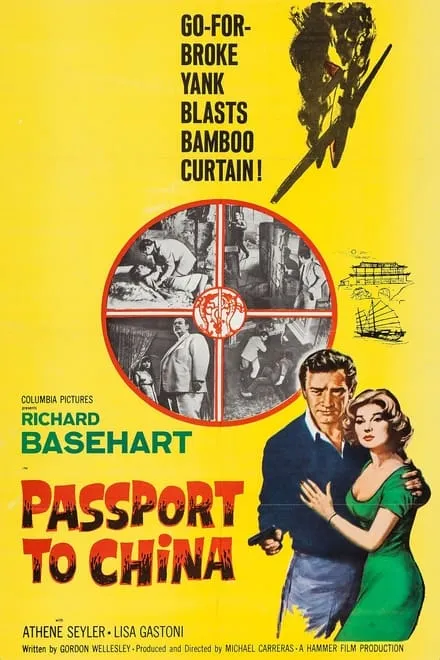 GO-FOR-
BROKE
YANK
BLASTS
BAMBOO
CURTAIN!
COLUMBIA PICTURES
presents
RICHARD
BASEHART
in
PASSPORT
TO CHINA
with
ATHENE SEYLER · LISA GASTONI
Written by GORDON WELLESLEY · Produced and Directed by MICHAEL CARRERAS · A HAMMER FILM PRODUCTION